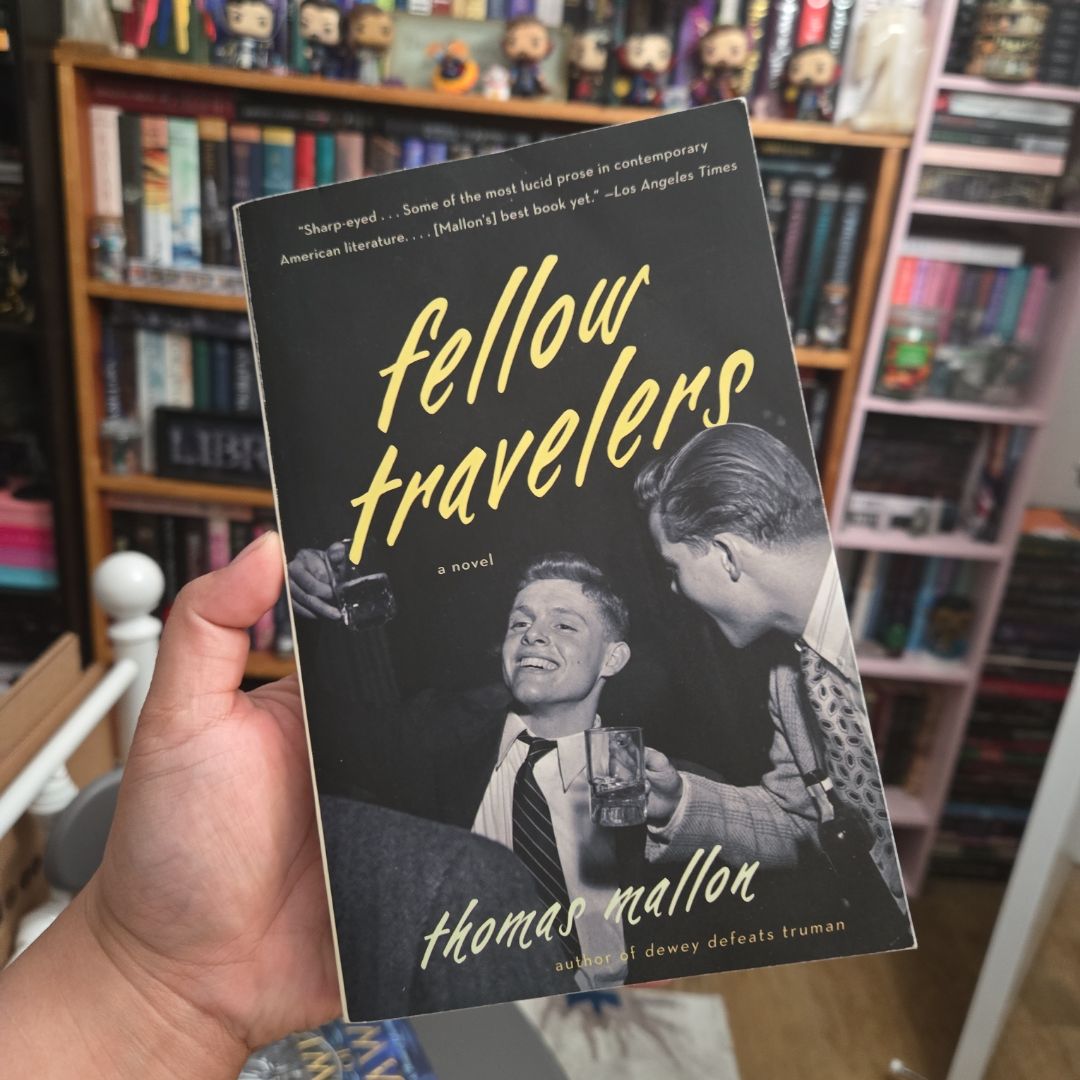 "Sharp-eyed . . . Some of the most lucid prose in contemporary
American literature. . . . [Mallon's] best book yet." —Los Angeles Times
fellow
travelers
a novel
thomas mallon
author of dewey defeats truman
LIBR